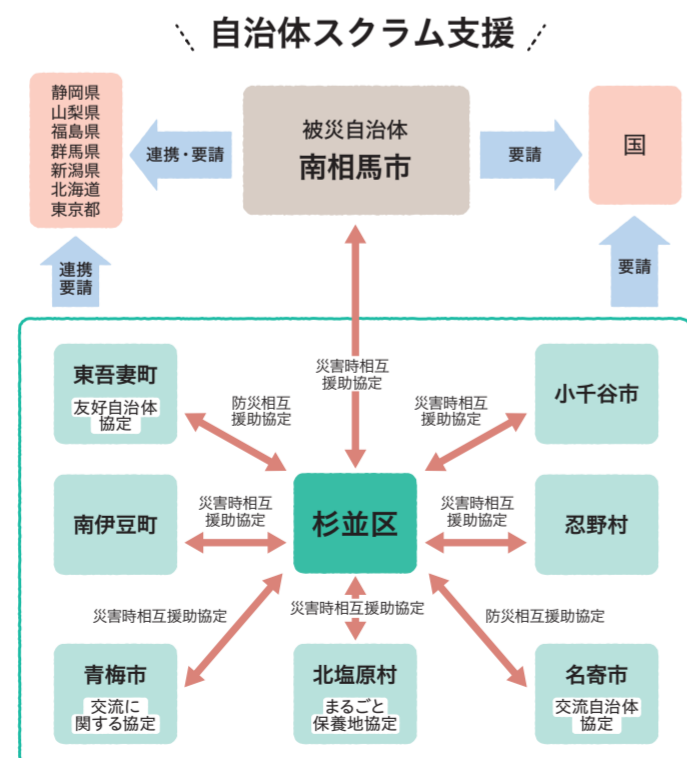 自治体スクラム支援
静岡県
山梨県
福島県
群馬県
新潟県
北海道
東京都
連携・要請
被災自治体
南相馬市
要請
国
連携
要請
要請
災害時相互
援助協定
東吾妻町
友好自治体
協定
防災相互
援助協定
災害時相互
援助協定
小千谷市
南伊豆町
災害時相互
援助協定
杉並区
災害時相互
援助協定
忍野村
災害時相互援助協定
災害時相互援助協定
防災相互援助協定
青梅市
交流に
関する協定
北塩原村
まるごと
保養地協定
名寄市
交流自治体
協定